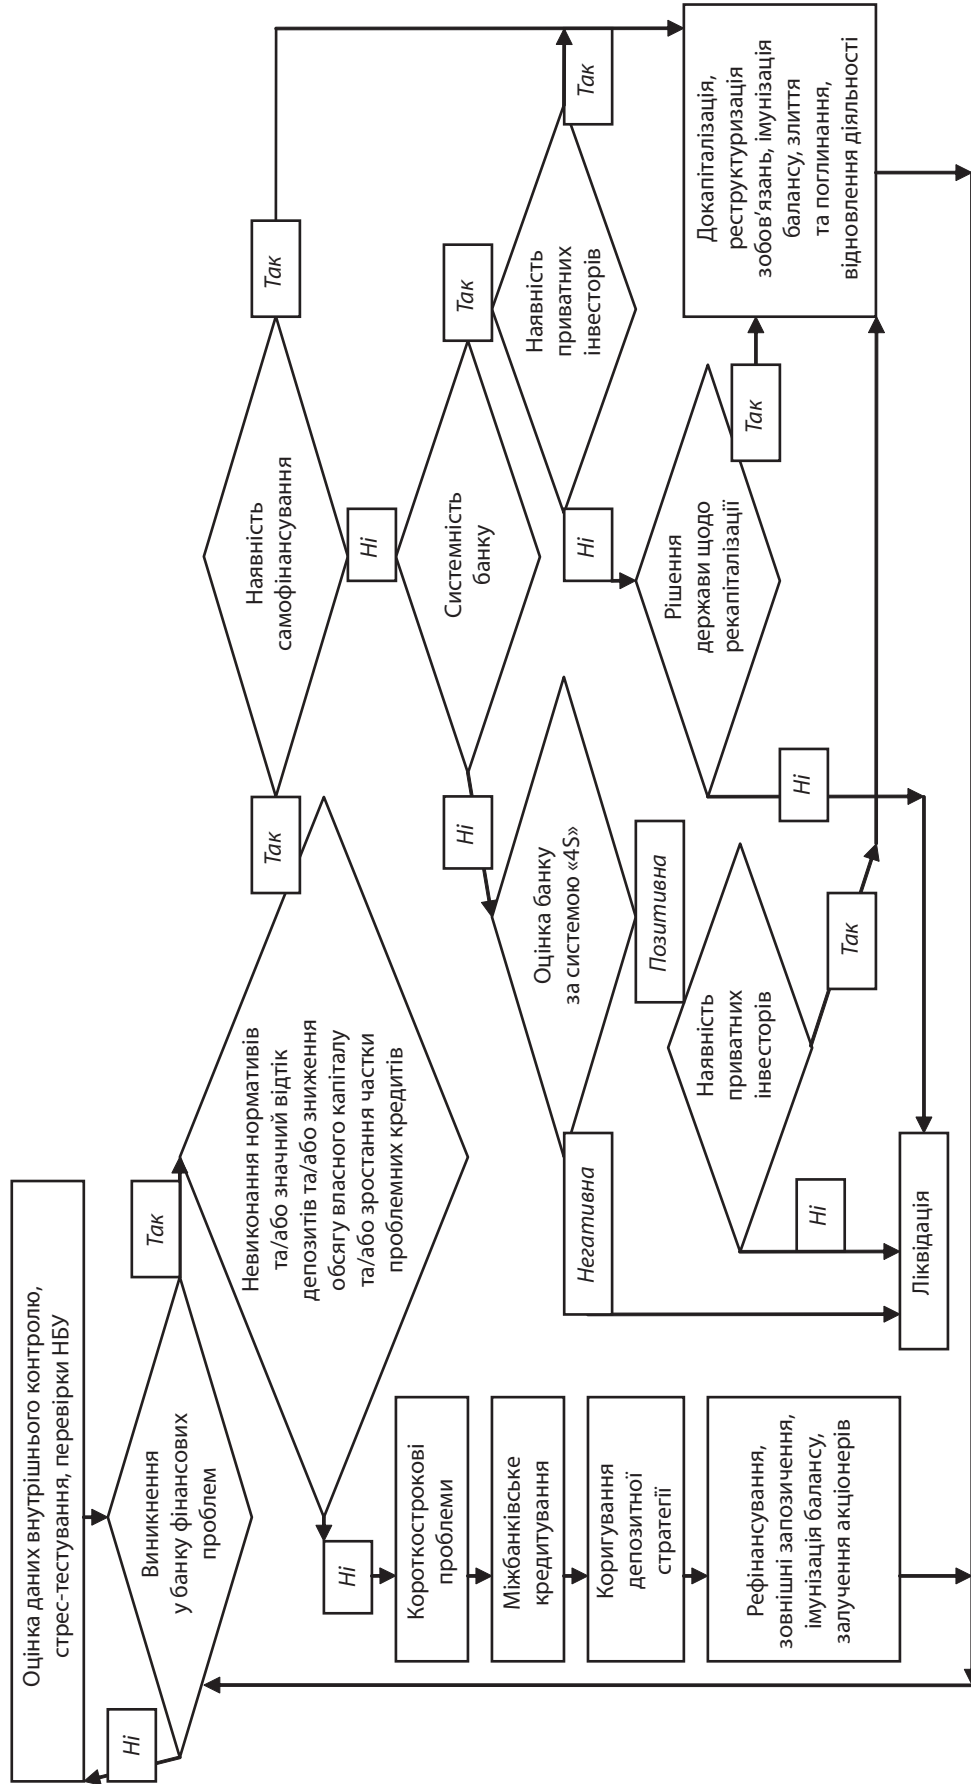 Оцінка даних внутрішнього контролю,
стрес-тестування, перевірки НБУ
Ні
Виникнення
у банку фінансових
проблем
Так
Невиконання нормативів
та/або значний відтік
депозитів та/або зниження
обсягу власного капіталу
та/або зростання частки
проблемних кредитів
Так
Наявність
самофінансування
Так
Ні
Ні
Короткострокові
проблеми
Міжбанківське
кредитування
Коригування
депозитної
стратегії
Рефінансування,
зовнішні запозичення,
імунізація балансу,
залучення акціонерів
Системність
банку
Так
Ні
Оцінка банку
за системою «4S»
Негативна
Позитивна
Наявність
приватних
інвесторів
Так
Ні
Рішення
держави щодо
рекапіталізації
Так
Ні
Наявність
приватних
інвесторів
Так
Ні
Ліквідація
Докапіталізація,
реструктуризація
зобов’язань, імунізація
балансу, злиття
та поглинання,
відновлення діяльності